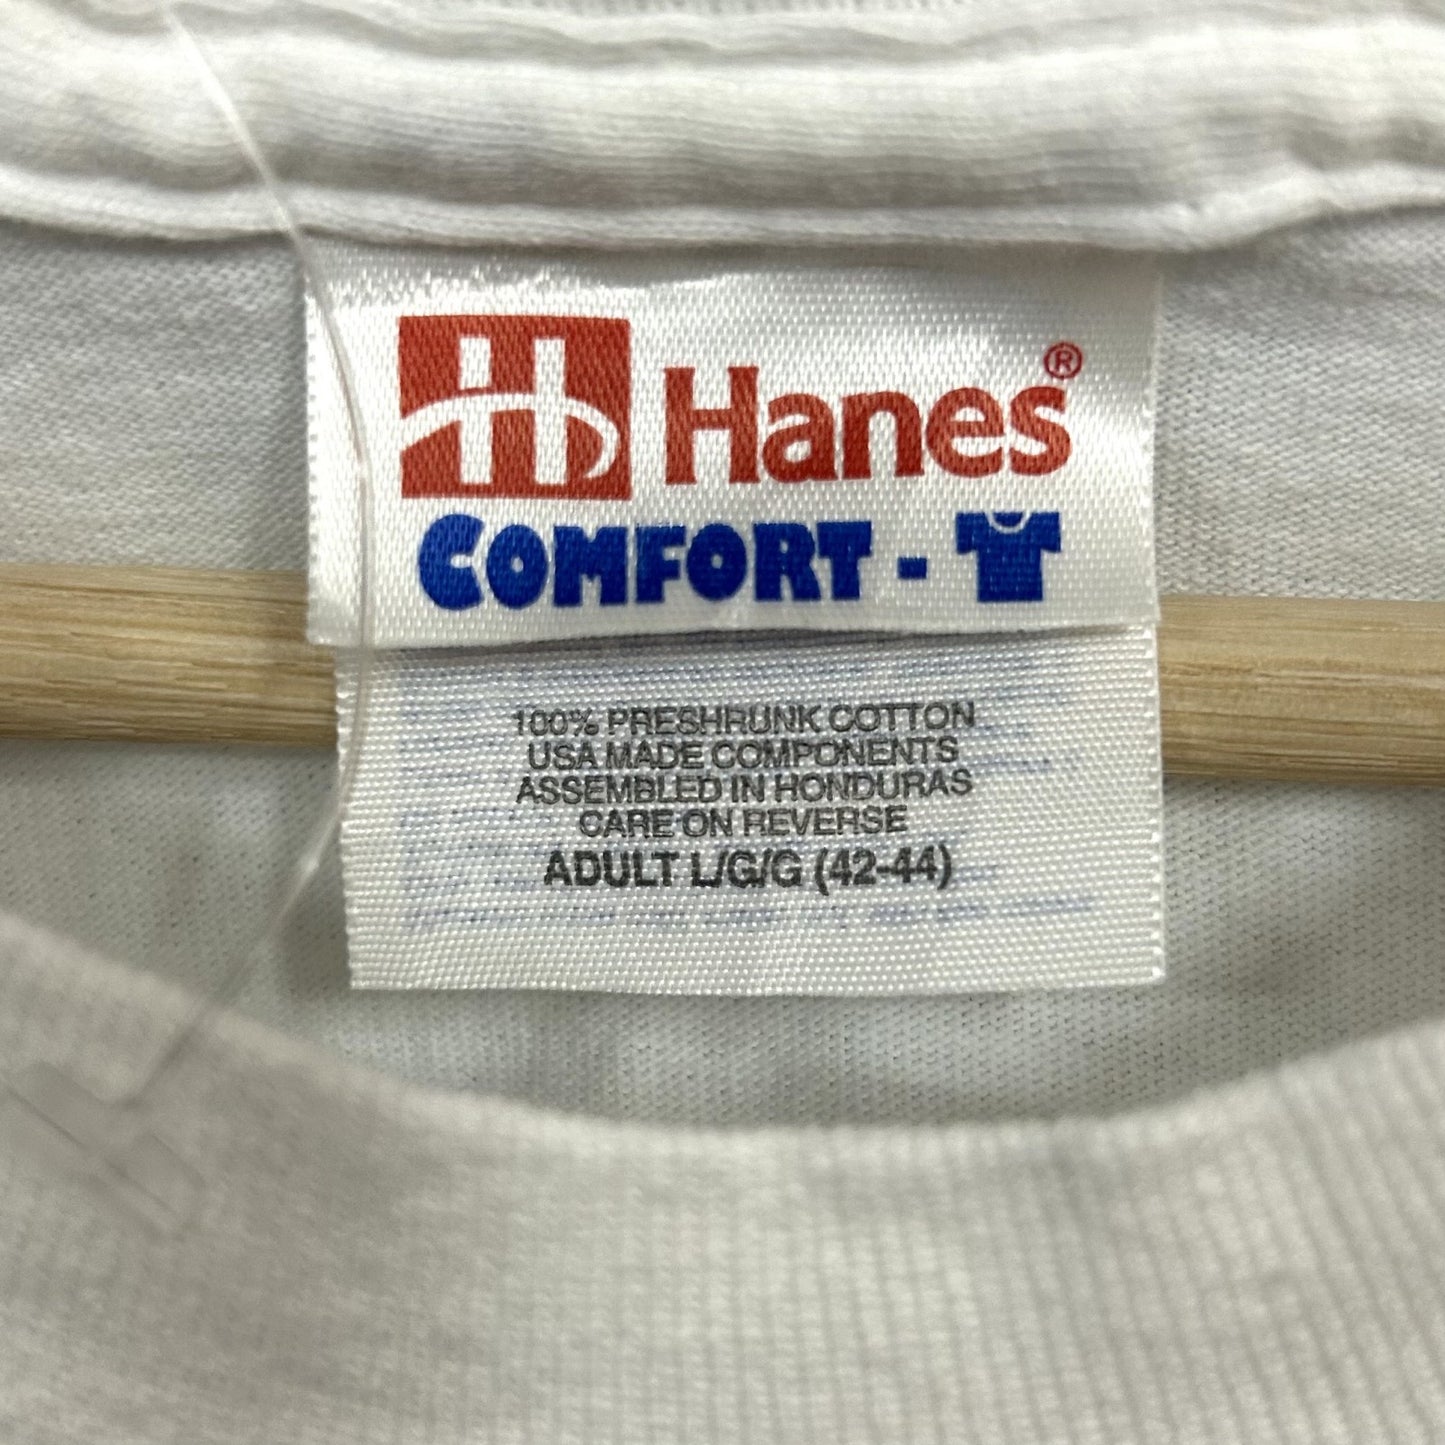 Hanes®
COMFORT -
100% PRESHRUNK COTTON
USA MADE COMPONENTS
ASSEMBLED IN HONDURAS
CARE ON REVERSE
ADULT L/G/G (42-44)